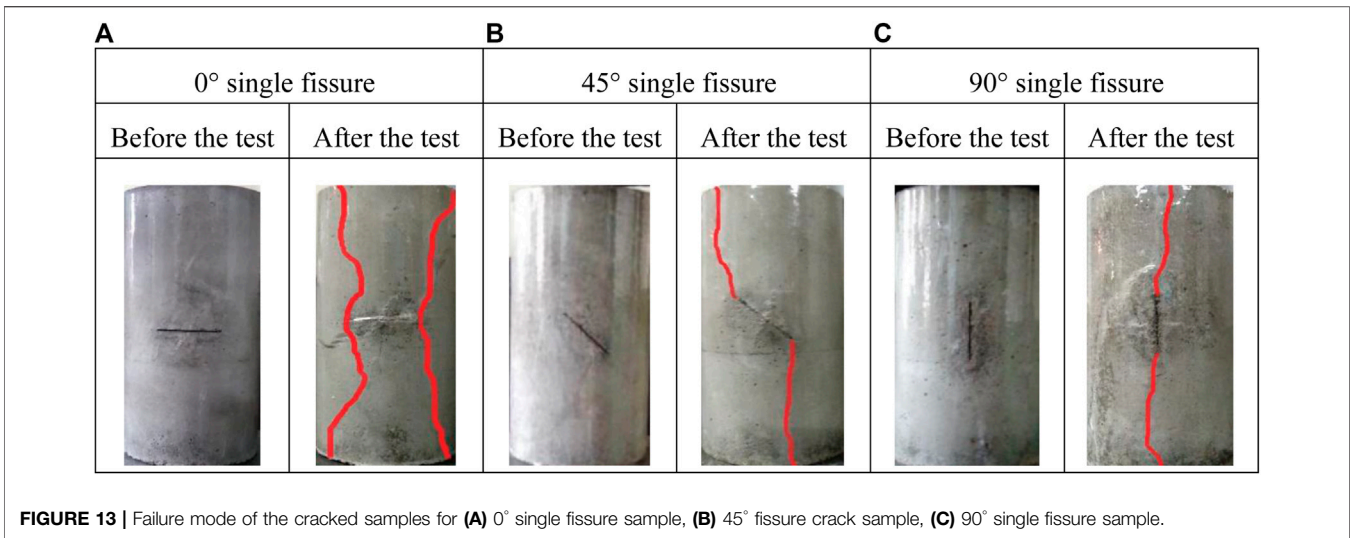 A B C
0° single fissure 45° single fissure 90° single fissure
Before the test After the test Before the test After the test Before the test After the test
FIGURE 13 | Failure mode of the cracked samples for (A) 0° single fissure sample, (B) 45° fissure crack sample, (C) 90° single fissure sample.